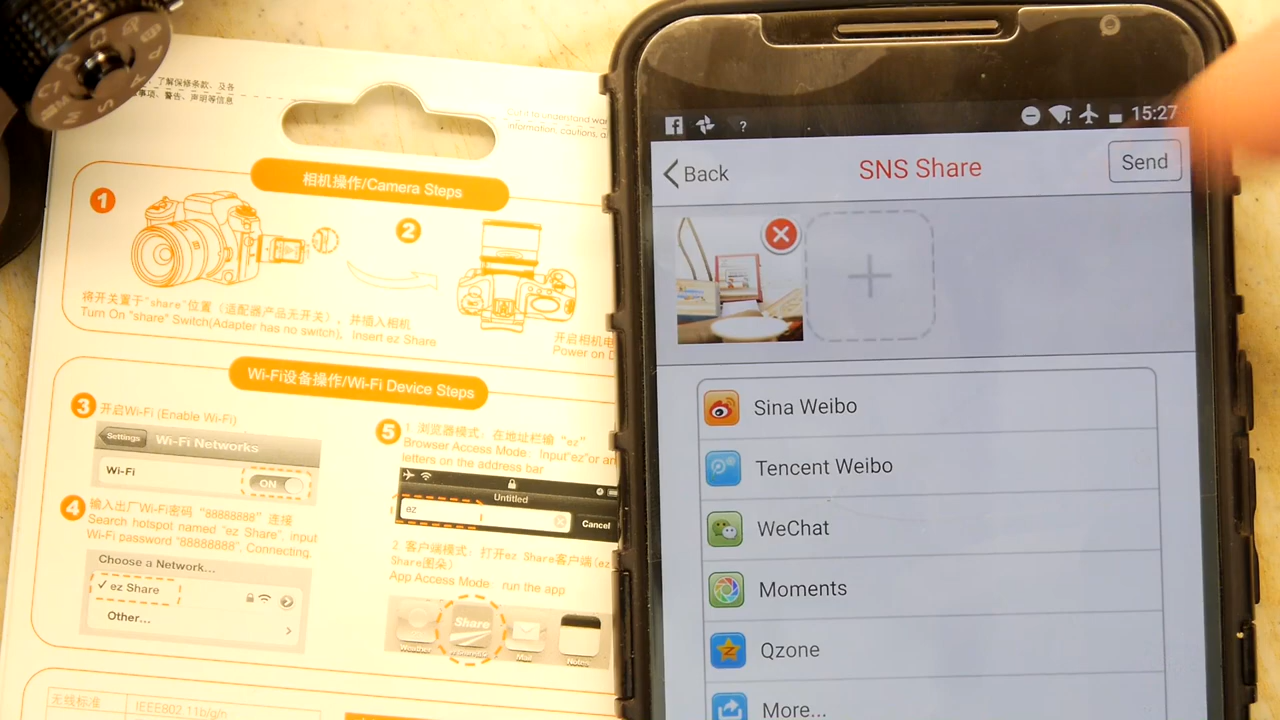 了解保修条款、及各
事项、警告、声明等信息
to understand
information, cautions,
相机操作/Camera Steps
1
2
将开关置于"share"位置（适配器产品无开关），并插入相机
Turn On "share" Switch(Adapter has no switch), Insert ez Share
开启相机电
Power on D
Wi-Fi设备操作/Wi-Fi Device Steps
3
开启Wi-Fi (Enable Wi-Fi)
Settings
Wi-Fi Networks
Wi-Fi
ON
4
输入出厂Wi-Fi密码 "88888888" 连接
Search hotspot named "ez Share", input
Wi-Fi password "88888888", Connecting.
Choose a Network...
✓ ez Share
Other...
5
1. 浏览器模式：在地址栏输 "ez"
Browser Access Mode: Input"ez"or an
letters on the address bar
Untitled
ez
Cancel
2. 客户端模式：打开ez Share客户端(ez
Share图朵)
App Access Mode: run the app
Weather
Share
Mail
Notes
无线标准
IEEE802.11b/g/n
15:27
Back
SNS Share
Send
Sina Weibo
Tencent Weibo
WeChat
Moments
Qzone
More...